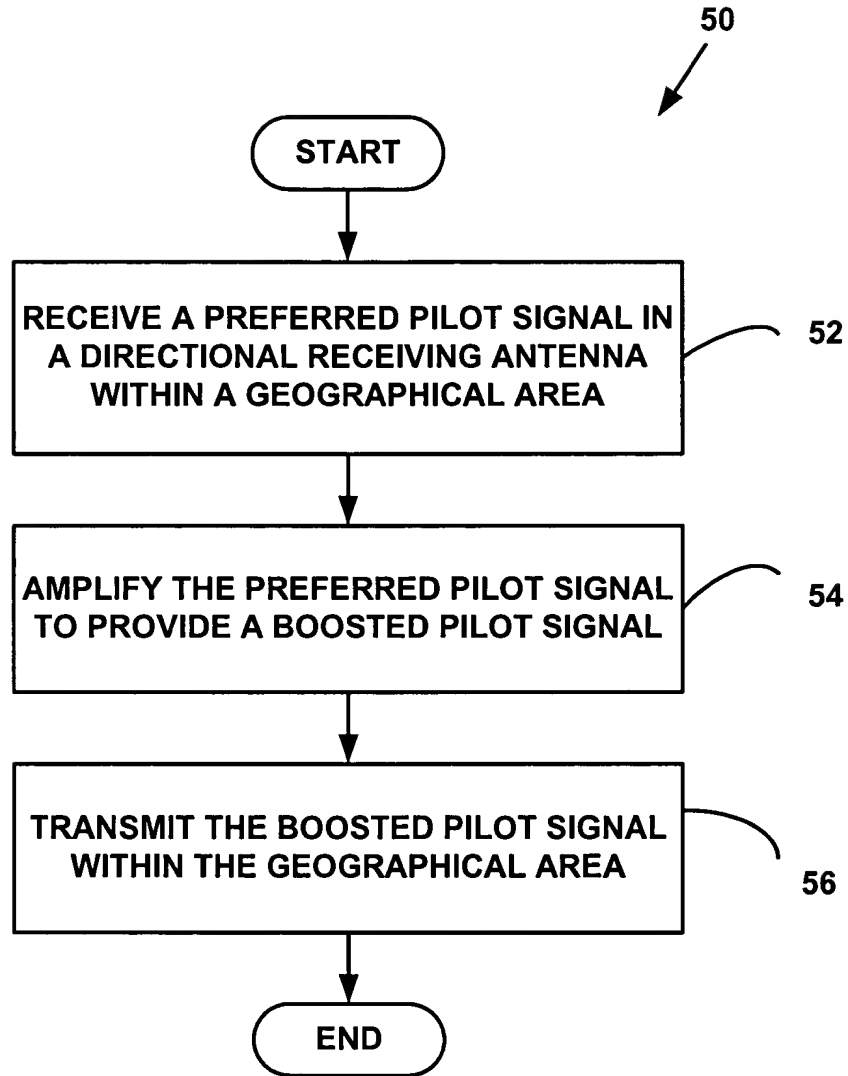 50
START
RECEIVE A PREFERRED PILOT SIGNAL IN
A DIRECTIONAL RECEIVING ANTENNA
WITHIN A GEOGRAPHICAL AREA
52
AMPLIFY THE PREFERRED PILOT SIGNAL
TO PROVIDE A BOOSTED PILOT SIGNAL
54
TRANSMIT THE BOOSTED PILOT SIGNAL
WITHIN THE GEOGRAPHICAL AREA
56
END